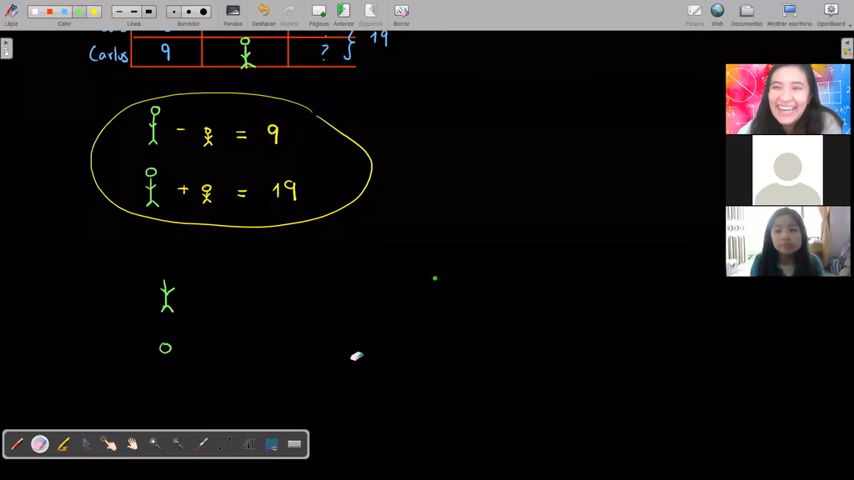 Lápiz
Color
Línea
Borrador
Fondos
Deshacer
Repetir
Páginas
Anterior
Siguiente
Borrar
Pizarra
Web
Documentos
Mostrar escritorio
OpenBoard
19
Carlos 9 ?
- = 9
+ = 19